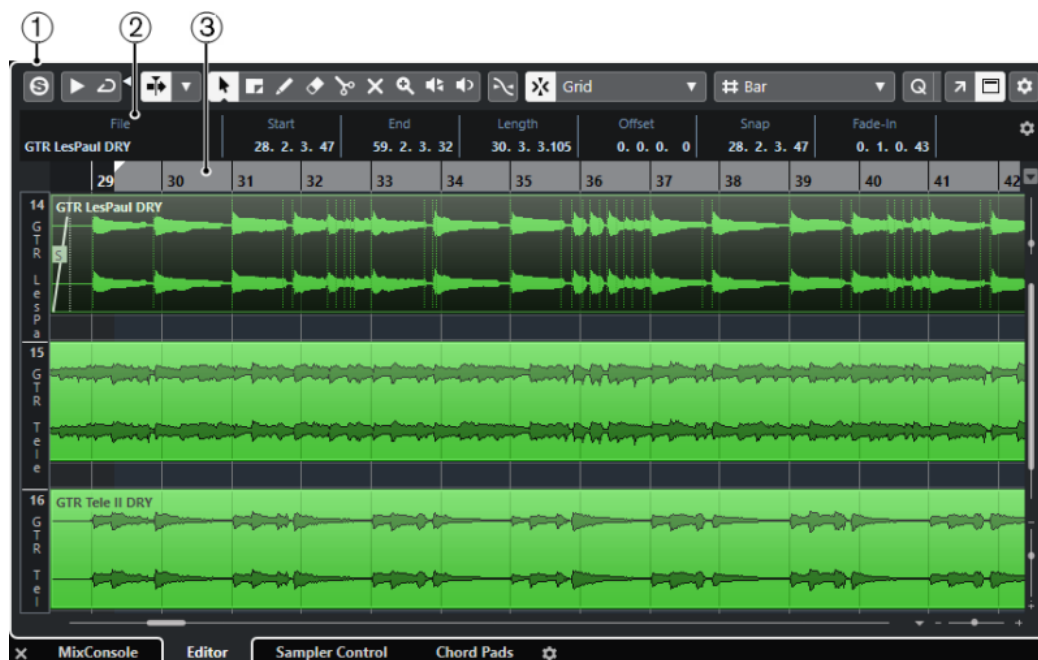 1 2 3
S Grid Bar Q
File Start End Length Offset Snap Fade-In
GTR LesPaul DRY 28. 2. 3. 47 59. 2. 3. 32 30. 3. 3.105 0. 0. 0. 0 28. 2. 3. 47 0. 1. 0. 43
29 30 31 32 33 34 35 36 37 38 39 40 41 42
14 GTR LesPaul DRY
GTR LesPa
S
15
GTR Tele
16 GTR Tele II DRY
GTR Tel
MixConsole Editor Sampler Control Chord Pads